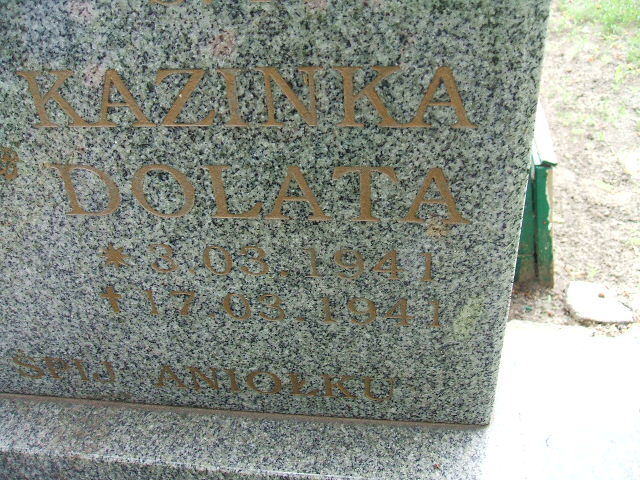 KAZINKA
DOLATA
* 3.03.1941
† 17.03.1941
ŚPIJ ANIOŁKU